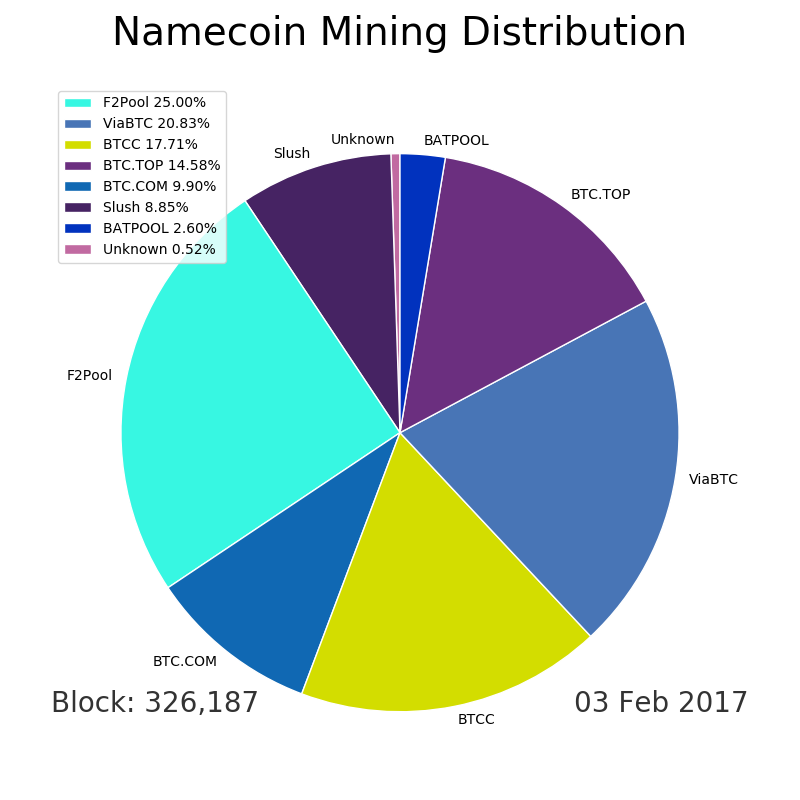 Namecoin Mining Distribution
F2Pool 25.00%
ViaBTC 20.83%
BTCC 17.71%
BTC.TOP 14.58%
BTC.COM 9.90%
Slush 8.85%
BATPOOL 2.60%
Unknown 0.52%
Unknown
BATPOOL
Slush
BTC.TOP
F2Pool
ViaBTC
BTC.COM
BTCC
Block: 326,187
03 Feb 2017